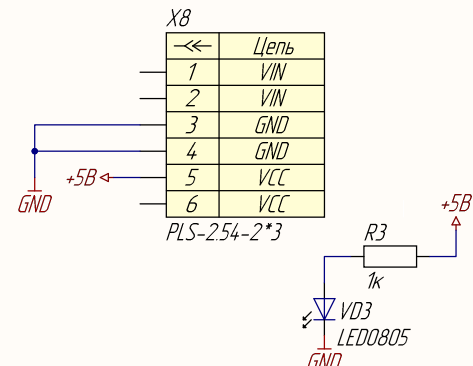 X8
Цепь
1 VIN
2 VIN
3 GND
4 GND
+5В 5 VCC
6 VCC
GND
PLS-2.54-2*3
+5В
R3
1к
VD3
LED0805
GND